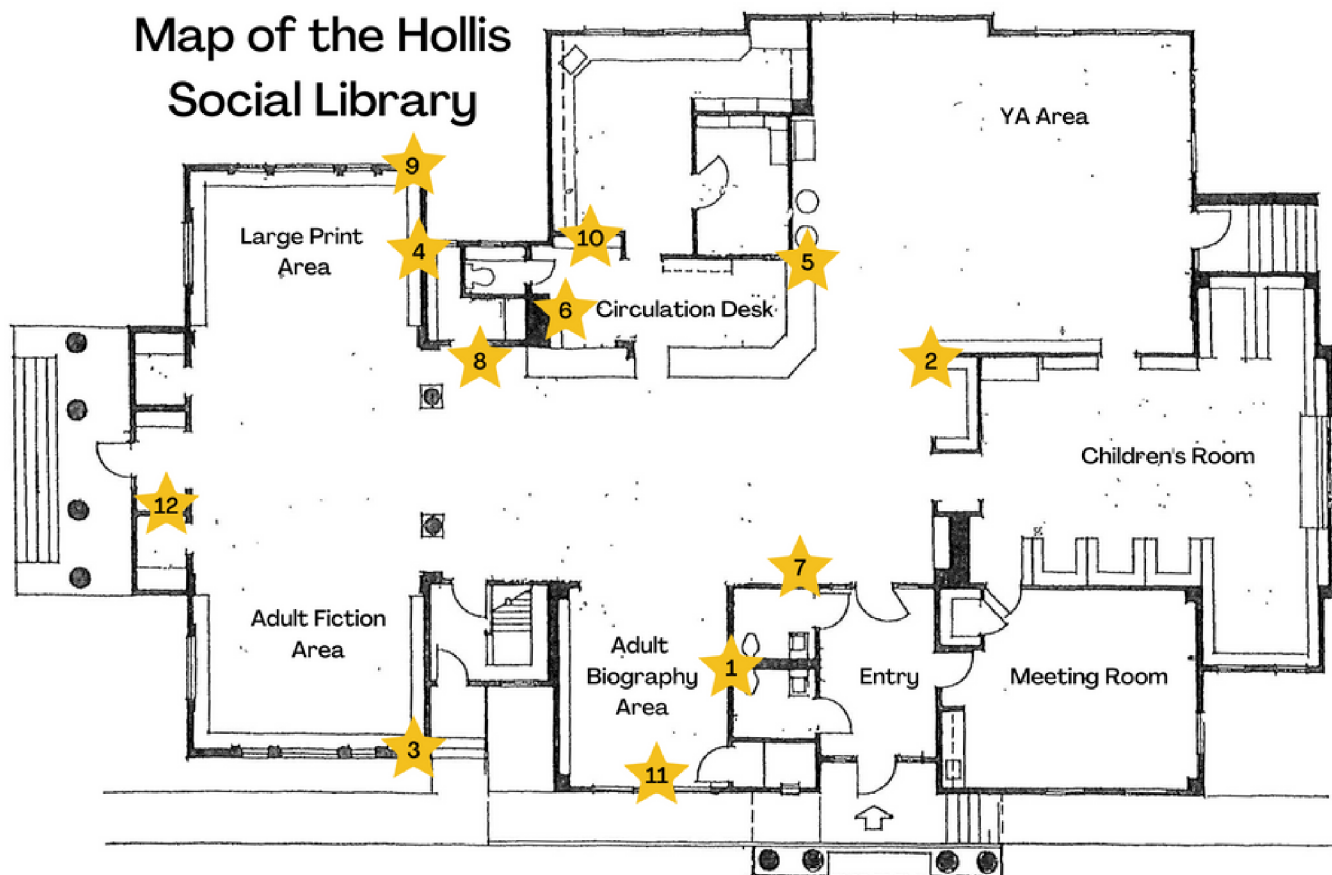 Map of the Hollis
Social Library
YA Area
9
Large Print
Area
4
10
5
6
Circulation Desk
8
2
Children's Room
12
7
Adult Fiction
Area
Adult
Biography
Area
1
Entry
Meeting Room
3
11